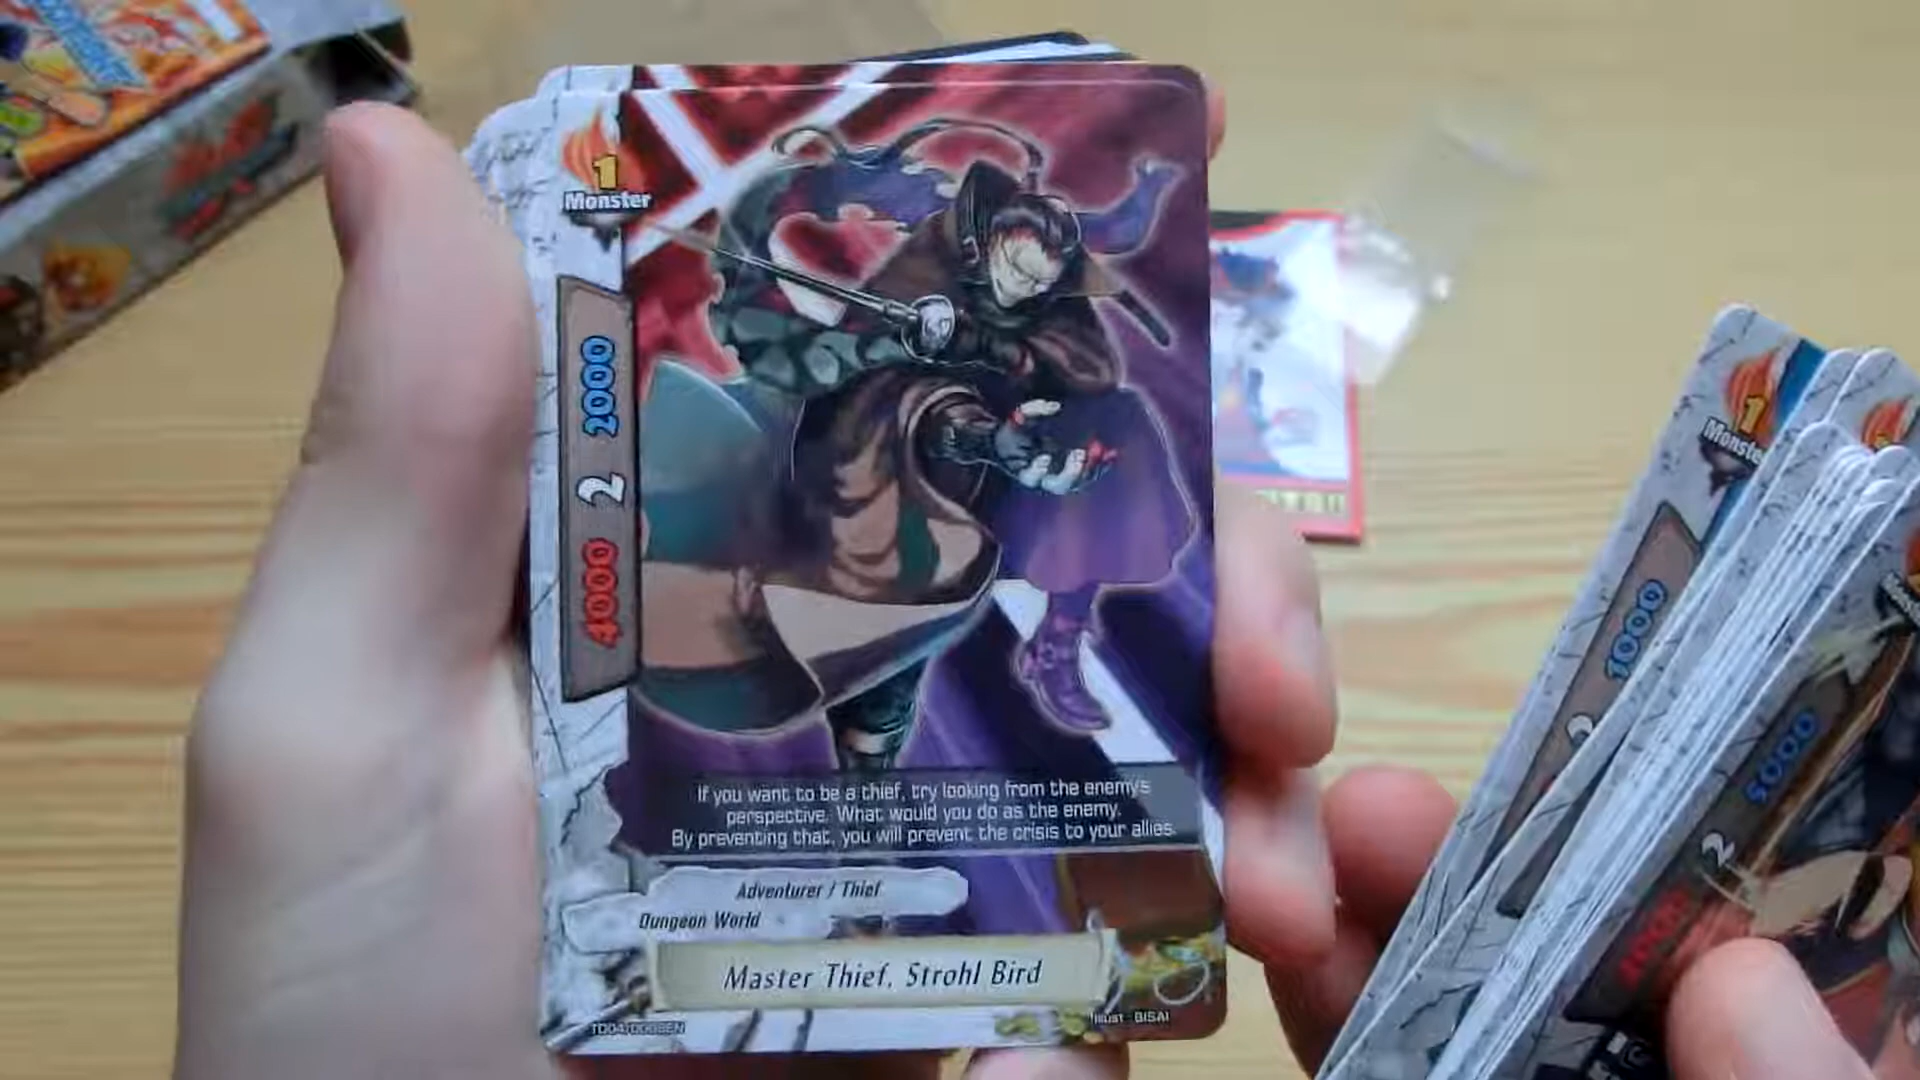 1
Monster
2000
2
4000
If you want to be a thief, try looking from the enemy's
perspective. What would you do as the enemy.
By preventing that, you will prevent the crisis to your allies.
Adventurer / Thief
Dungeon World
Master Thief, Strohl Bird
Illust BISAI
1
Monster
1000
2
5000
2